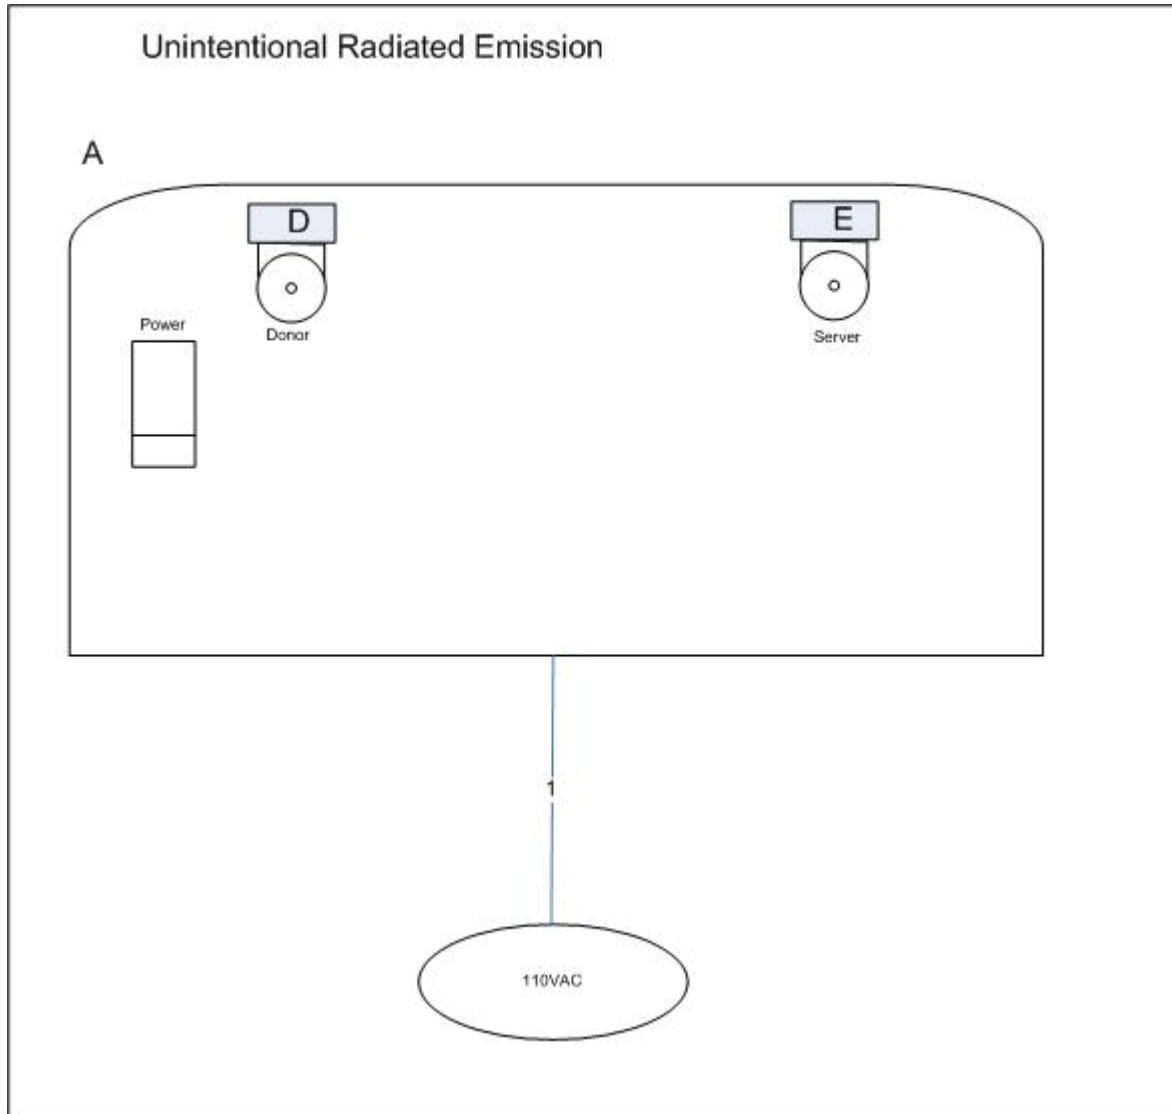 Unintentional Radiated Emission
A
D
E
Power
Donor
Server
1
110VAC